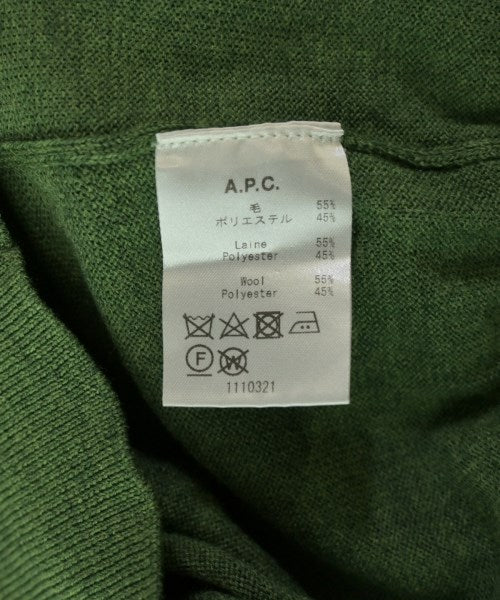 A.P.C.
毛 55%
ポリエステル 45%
Laine 55%
Polyester 45%
Wool 55%
Polyester 45%
F W
1110321